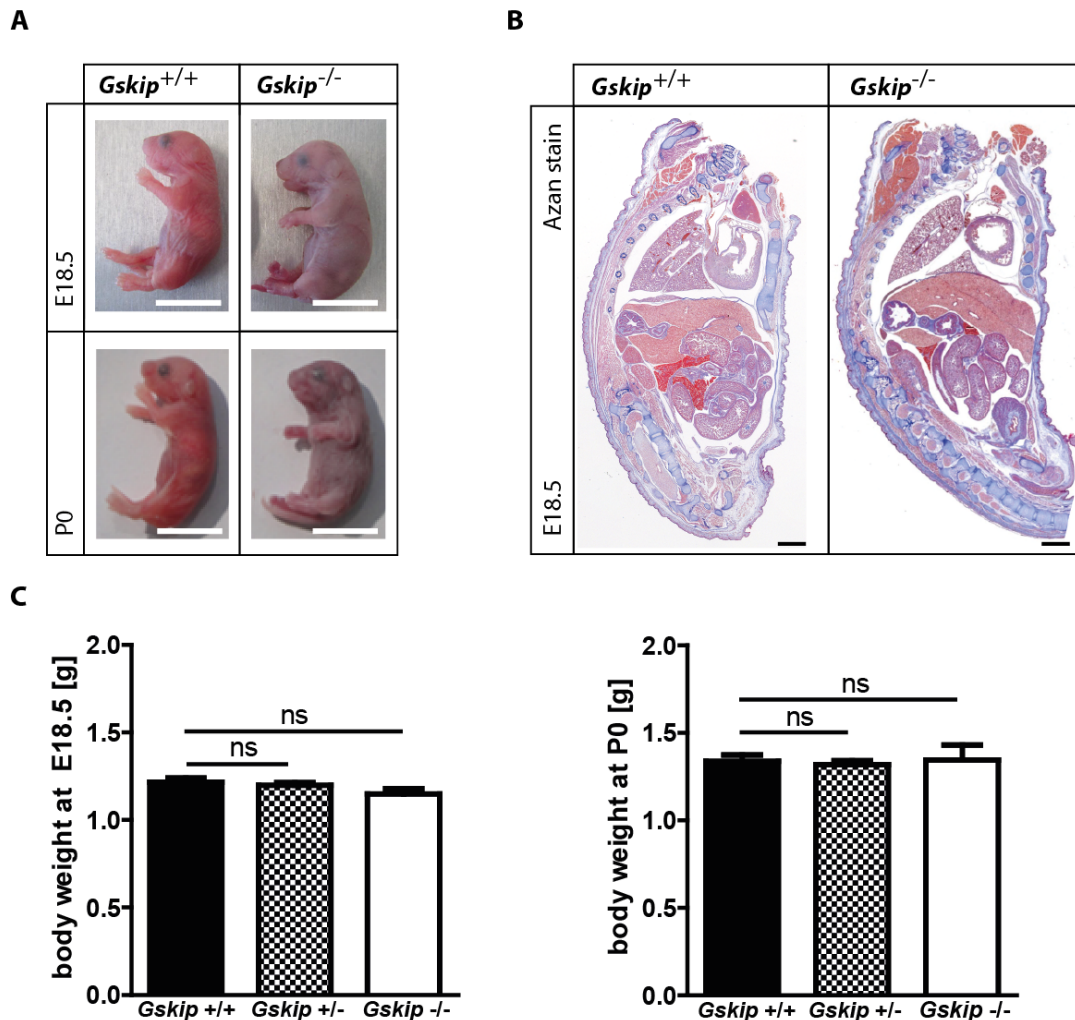 A
Gskip+/+
Gskip-/-
E18.5
P0
B
Gskip+/+
Gskip-/-
Azan stain
E18.5
C
body weight at E18.5 [g]
2.0
1.5
1.0
0.5
0.0
ns
ns
Gskip +/+
Gskip +/-
Gskip -/-
body weight at P0 [g]
2.0
1.5
1.0
0.5
0.0
ns
ns
Gskip +/+
Gskip +/-
Gskip -/-